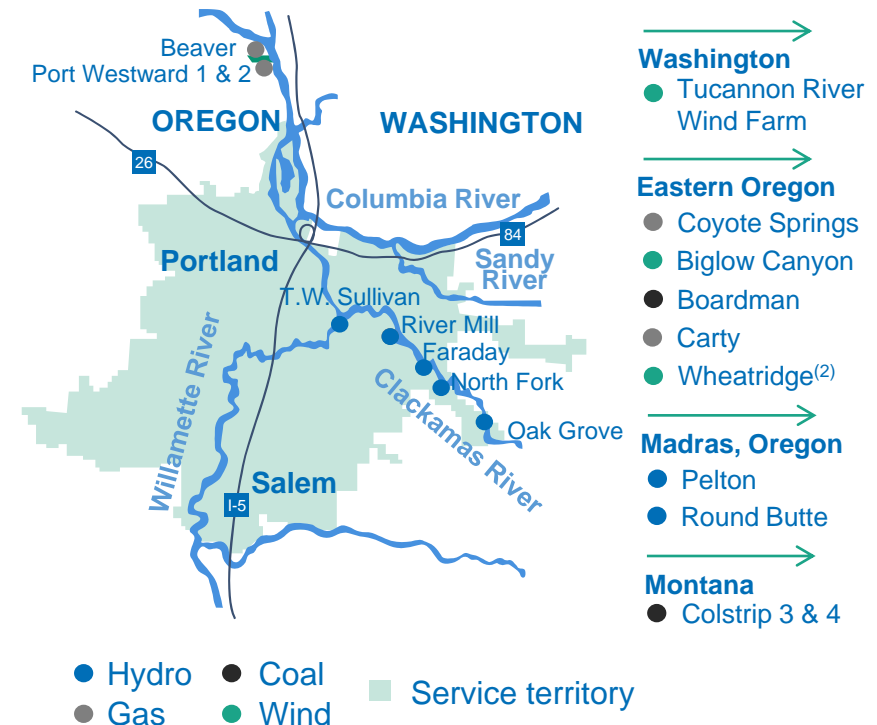 Beaver
Port Westward 1 & 2
OREGON
WASHINGTON
26
Columbia River
84
Portland
Sandy
River
T.W. Sullivan
River Mill
Faraday
North Fork
Willamette River
Clackamas River
Oak Grove
Salem
I-5
Washington
Tucannon River
Wind Farm
Eastern Oregon
Coyote Springs
Biglow Canyon
Boardman
Carty
Wheatridge(2)
Madras, Oregon
Pelton
Round Butte
Montana
Colstrip 3 & 4
Hydro
Coal
Gas
Wind
Service territory